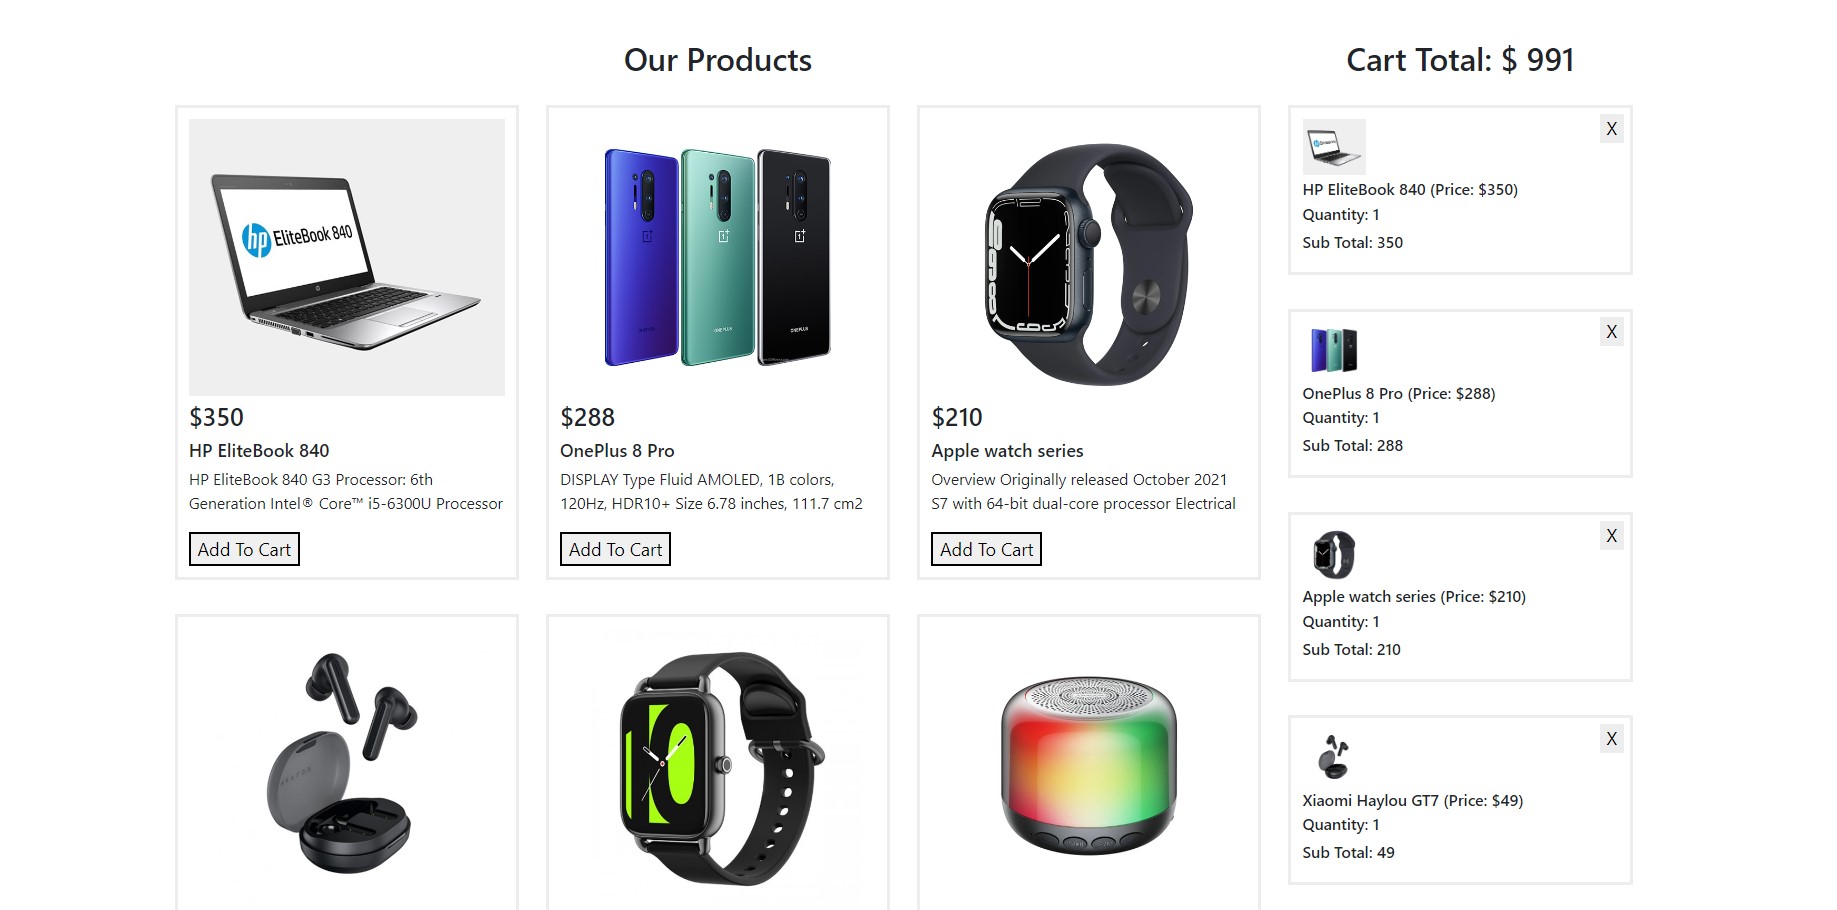 Our Products
Cart Total: $ 991
hp EliteBook 840
$350
HP EliteBook 840
HP EliteBook 840 G3 Processor: 6th
Generation Intel® Core™ i5-6300U Processor
Add To Cart
ONEPLUS
ONEPLUS
ONEPLUS
$288
OnePlus 8 Pro
DISPLAY Type Fluid AMOLED, 1B colors,
120Hz, HDR10+ Size 6.78 inches, 111.7 cm2
Add To Cart
$210
Apple watch series
Overview Originally released October 2021
S7 with 64-bit dual-core processor Electrical
Add To Cart
X
HP EliteBook 840 (Price: $350)
Quantity: 1
Sub Total: 350
X
OnePlus 8 Pro (Price: $288)
Quantity: 1
Sub Total: 288
X
Apple watch series (Price: $210)
Quantity: 1
Sub Total: 210
X
Xiaomi Haylou GT7 (Price: $49)
Quantity: 1
Sub Total: 49